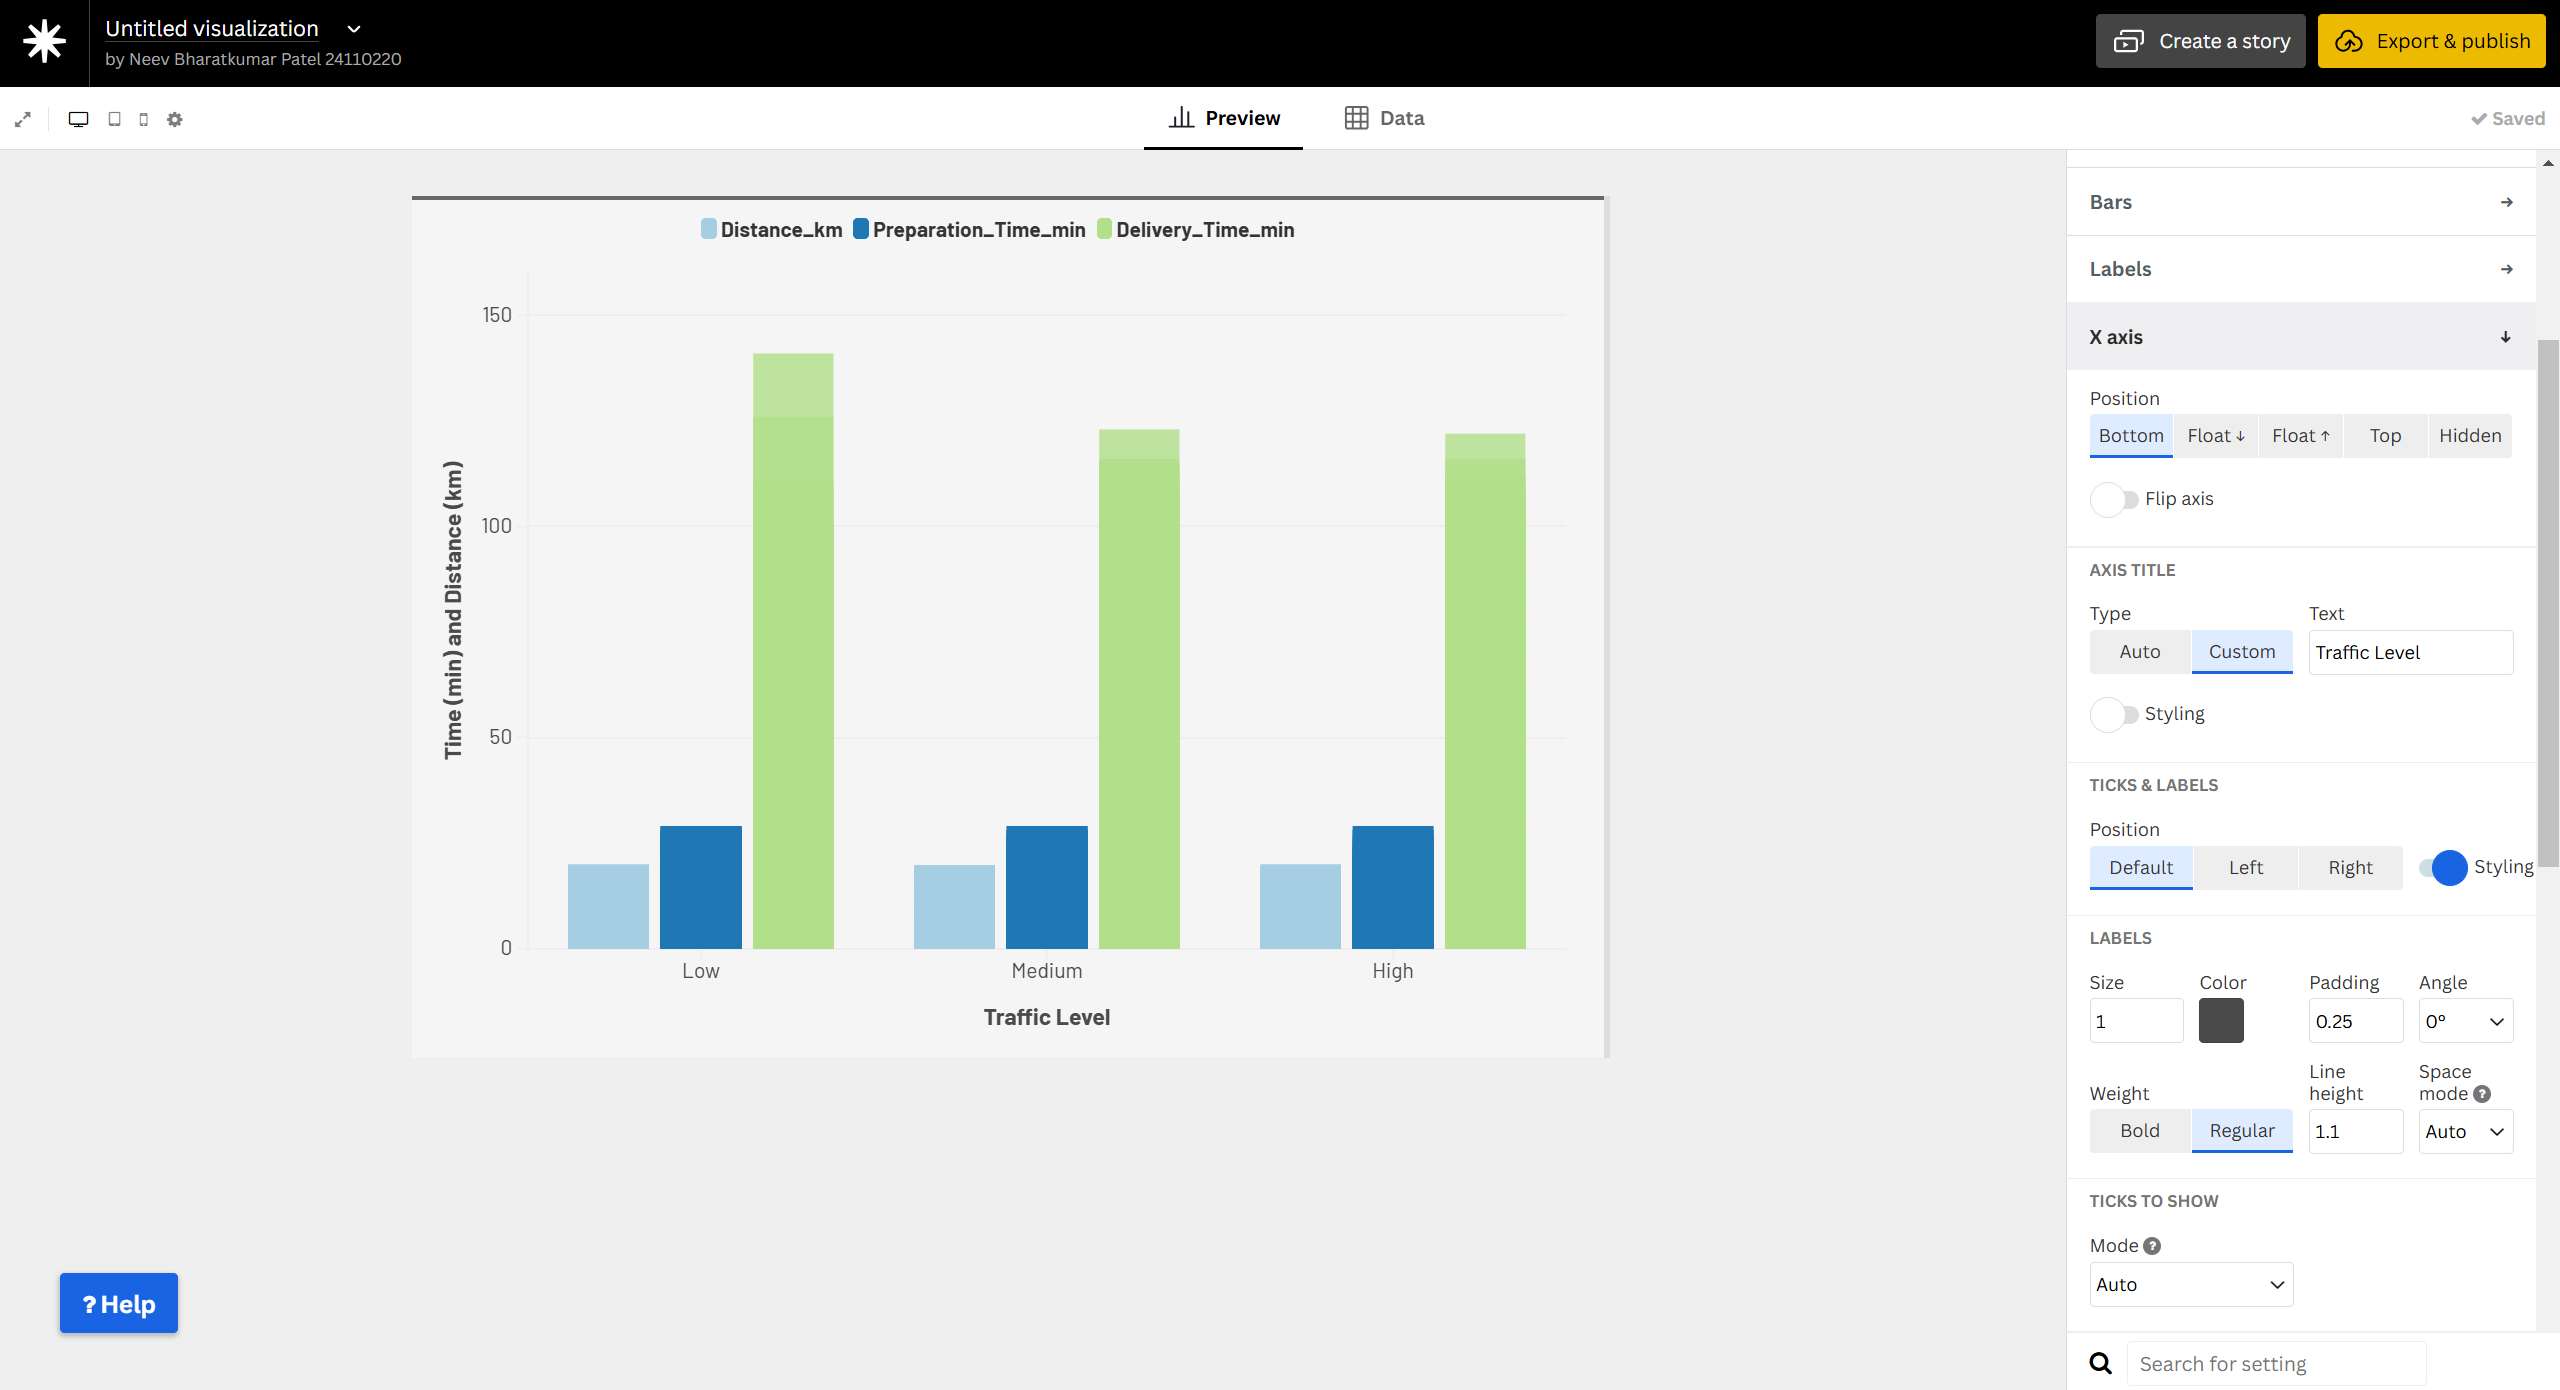 Untitled visualization
by Neev Bharatkumar Patel 24110220
Create a story
Export & publish
Preview
Data
Saved
Distance_km Preparation_Time_min Delivery_Time_min
150
100
50
0
Time (min) and Distance (km)
Low Medium High
Traffic Level
? Help
Bars
Labels
X axis
Position
Bottom Float ↓ Float ↑ Top Hidden
Flip axis
AXIS TITLE
Type Text
Auto Custom Traffic Level
Styling
TICKS & LABELS
Position
Default Left Right Styling
LABELS
Size Color Padding Angle
1 0.25 0°
Weight Line height Space mode ?
Bold Regular 1.1 Auto
TICKS TO SHOW
Mode ?
Auto
Search for setting